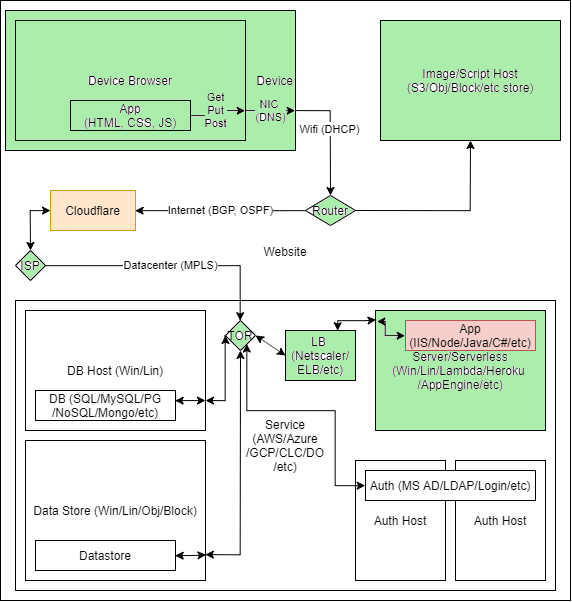 Device Browser
Device
App
(HTML, CSS, JS)
Get
Put
Post
NIC
(DNS)
Image/Script Host
(S3/Obj/Block/etc store)
Wifi (DHCP)
Router
Internet (BGP, OSPF)
Cloudflare
ISP
Website
Datacenter (MPLS)
TOR
LB
(Netscaler/
ELB/etc)
App
(IIS/Node/Java/C#/etc)
Server/Serverless
(Win/Lin/Lambda/Heroku
/AppEngine/etc)
DB Host (Win/Lin)
DB (SQL/MySQL/PG
/NoSQL/Mongo/etc)
Service
(AWS/Azure
/GCP/CLC/DO
/etc)
Auth (MS AD/LDAP/Login/etc)
Auth Host
Auth Host
Data Store (Win/Lin/Obj/Block)
Datastore